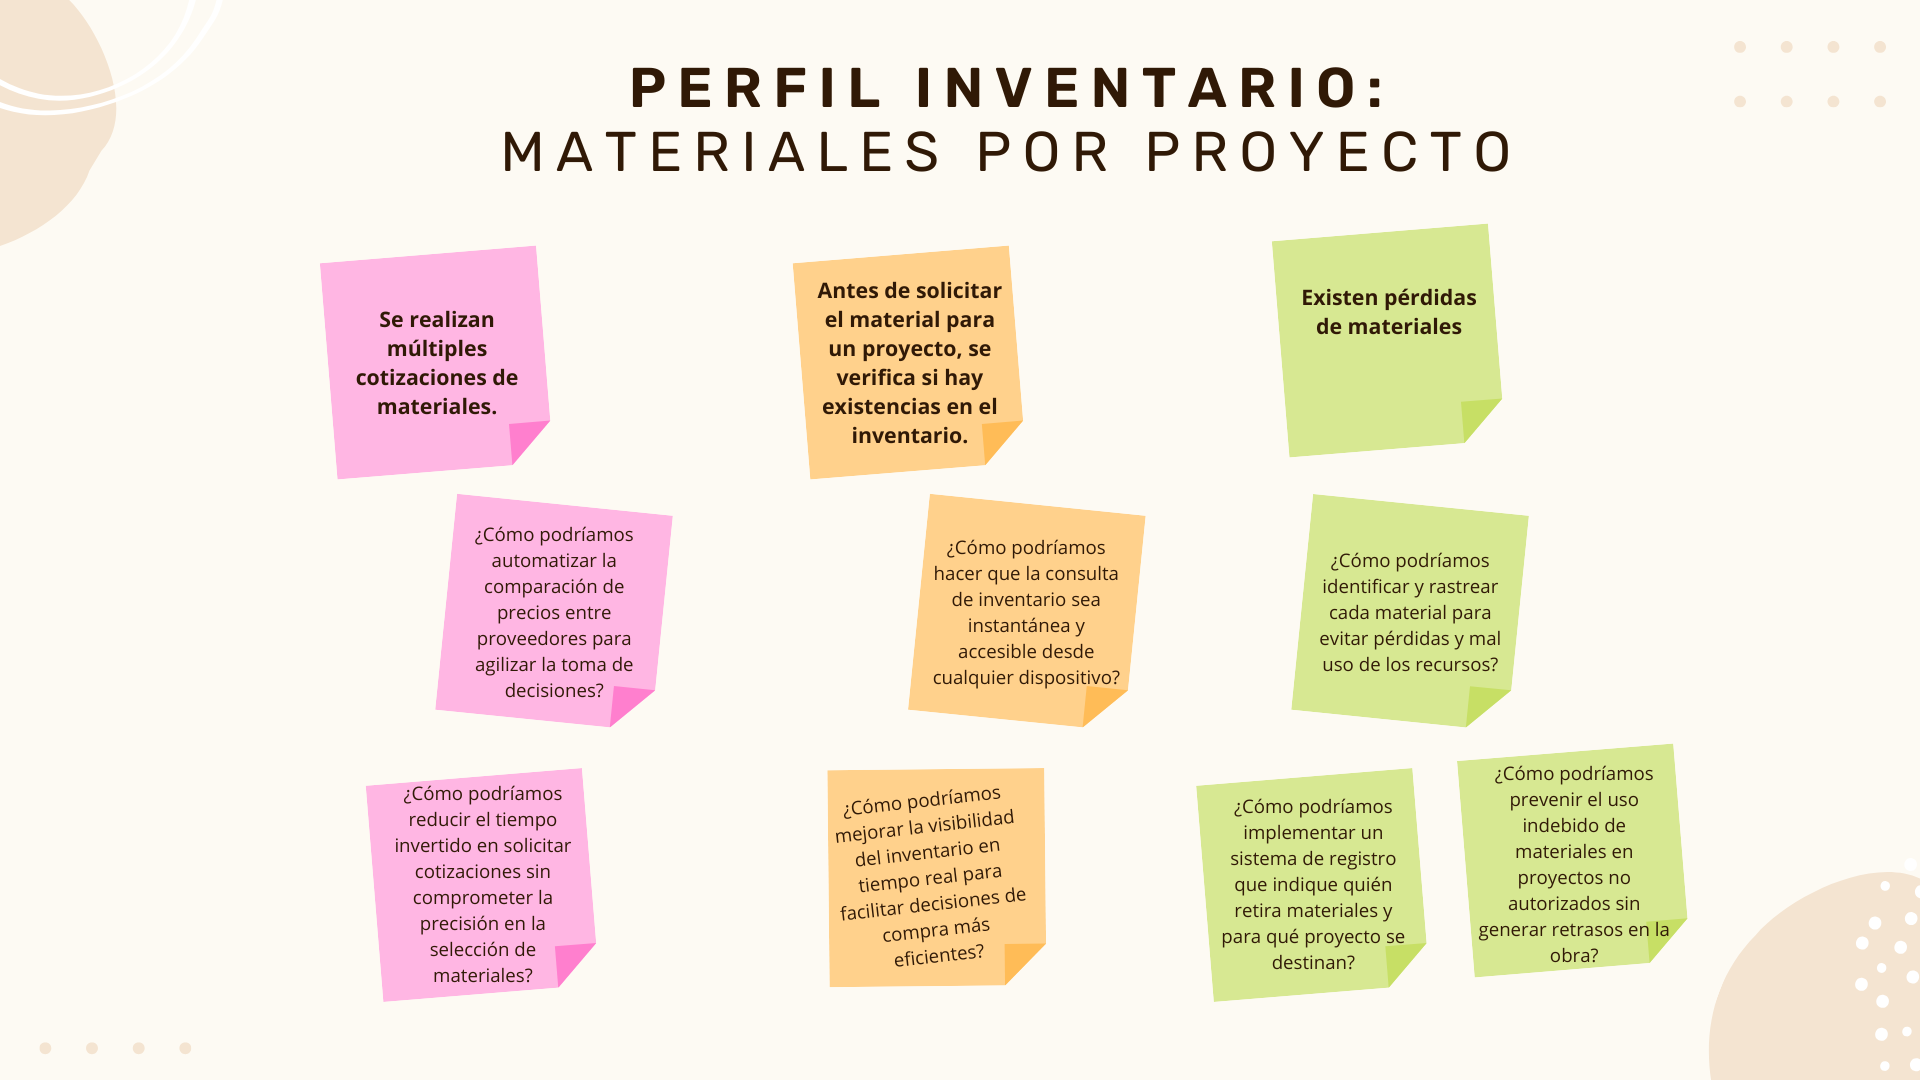 PERFIL INVENTARIO:
MATERIALES POR PROYECTO
Se realizan
múltiples
cotizaciones de
materiales.
Antes de solicitar
el material para
un proyecto, se
verifica si hay
existencias en el
inventario.
Existen pérdidas
de materiales
¿Cómo podríamos
automatizar la
comparación de
precios entre
proveedores para
agilizar la toma de
decisiones?
¿Cómo podríamos
hacer que la consulta
de inventario sea
instantánea y
accesible desde
cualquier dispositivo?
¿Cómo podríamos
identificar y rastrear
cada material para
evitar pérdidas y mal
uso de los recursos?
¿Cómo podríamos
reducir el tiempo
invertido en solicitar
cotizaciones sin
comprometer la
precisión en la
selección de
materiales?
¿Cómo podríamos
mejorar la visibilidad
del inventario en
tiempo real para
facilitar decisiones de
compra más
eficientes?
¿Cómo podríamos
implementar un
sistema de registro
que indique quién
retira materiales y
para qué proyecto se
destinan?
¿Cómo podríamos
prevenir el uso
indebido de
materiales en
proyectos no
autorizados sin
generar retrasos en la
obra?